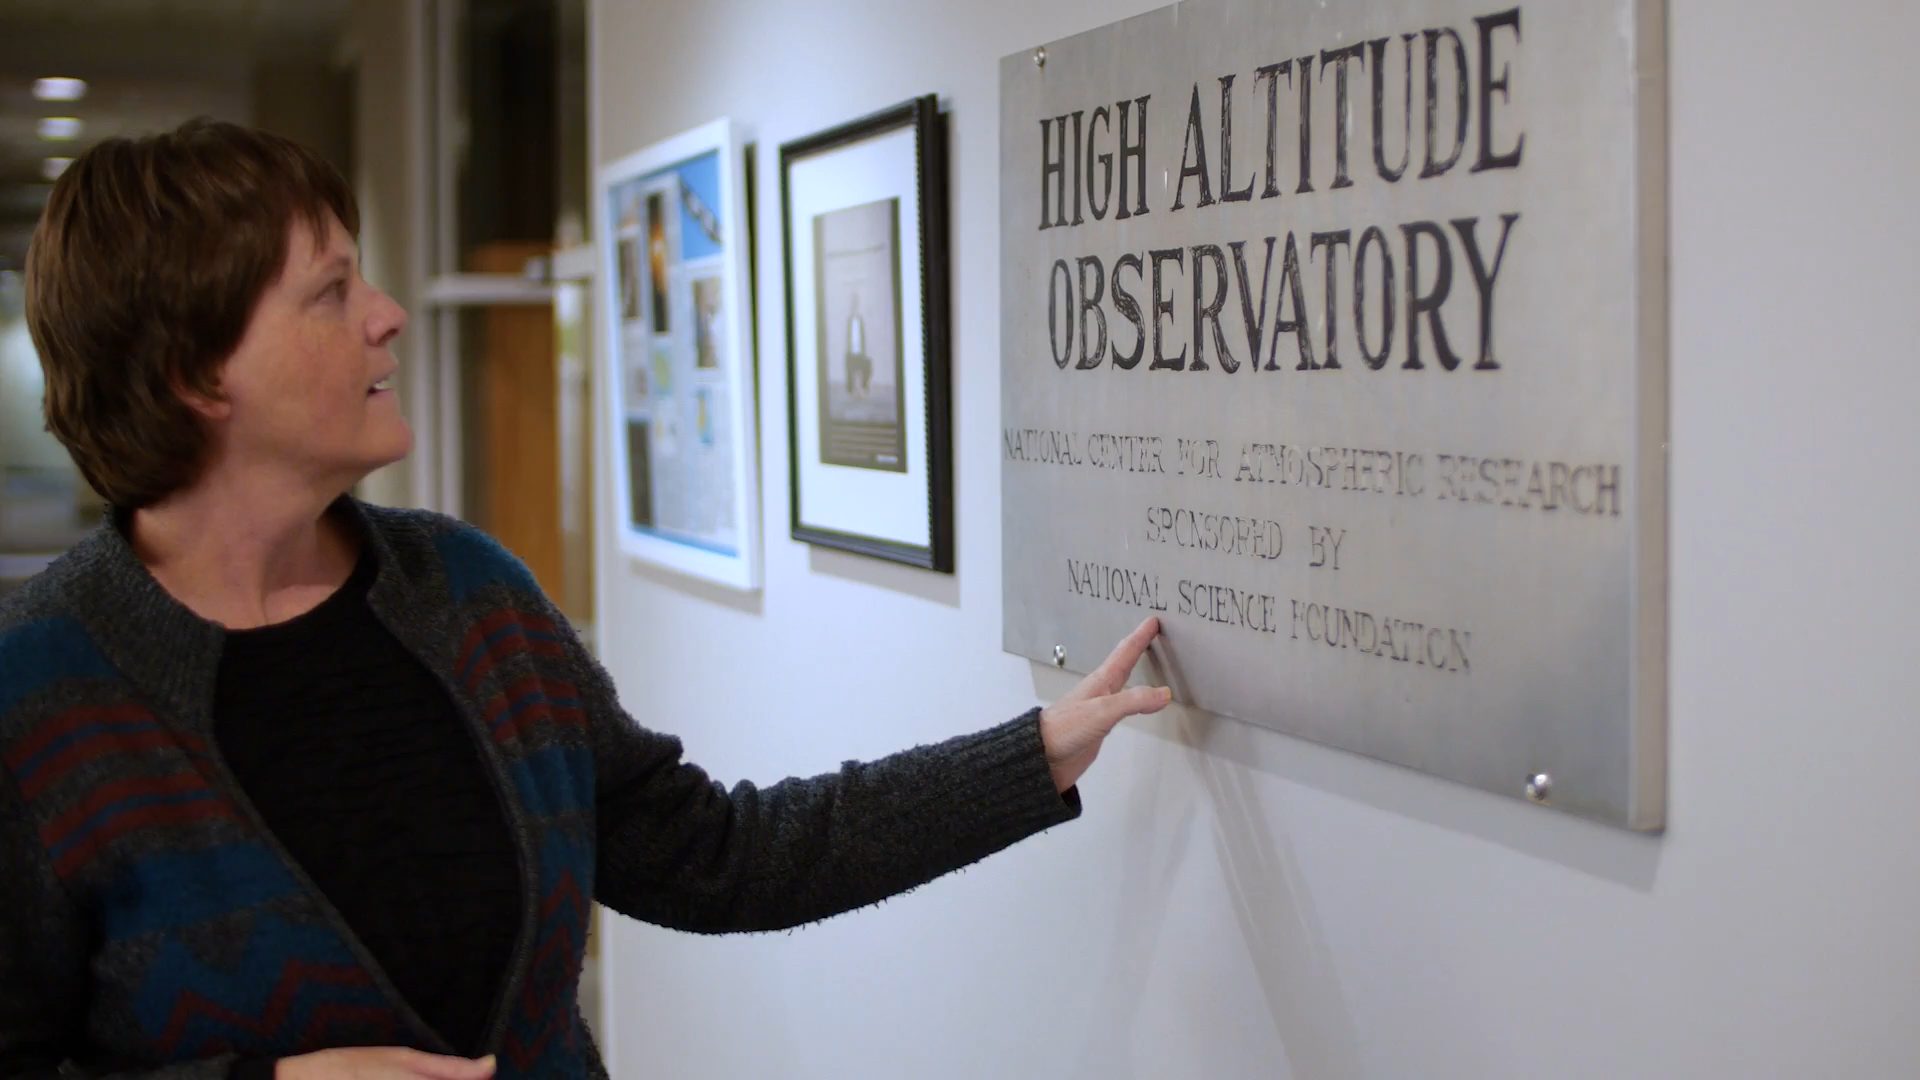 HIGH ALTITUDE
OBSERVATORY
NATIONAL CENTER FOR ATMOSPHERIC RESEARCH
SPONSORED BY
NATIONAL SCIENCE FOUNDATION